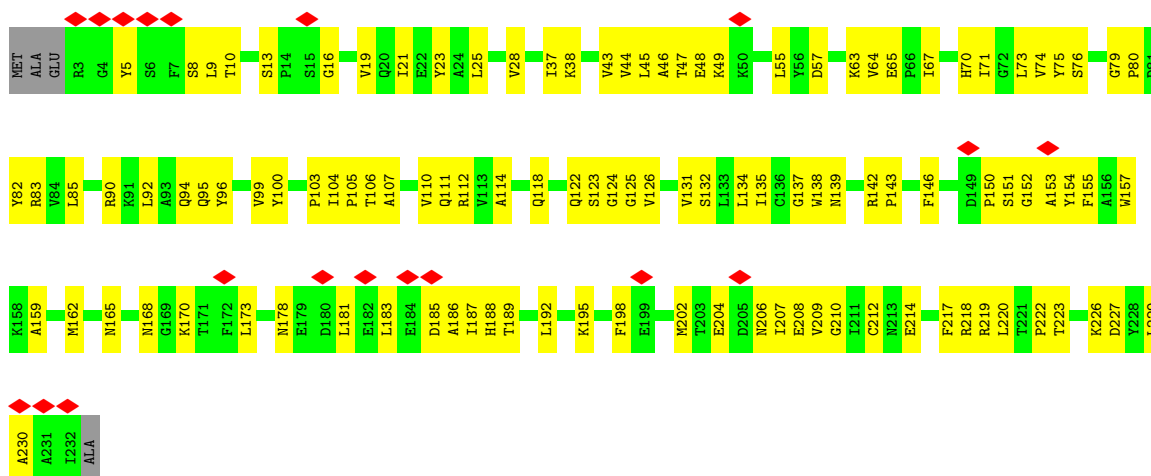 MET ALA GLU R3 G4 Y5 S6 F7 S8 L9 T10 S13 P14 S15 G16 V19 Q20 I21 E22 Y23 A24 L25 V28 I37 K38 V43 V44 L45 A46 T47 E48 K49 K50 L55 Y56 D57 K63 V64 E65 P66 I67 H70 I71 G72 L73 V74 Y75 S76 G79 P80
Y82 R83 V84 L85 R90 K91 L92 A93 Q94 Q95 Y96 V99 Y100 P103 I104 P105 T106 A107 V110 Q111 R112 V113 A114 Q118 Q122 S123 G124 G125 V126 V131 S132 L133 L134 I135 C136 G137 W138 N139 R142 P143 F146 D149 P150 S151 G152 A153 Y154 F155 A156 W157
K158 A159 M162 N165 N168 G169 K170 T171 F172 L173 N178 E179 D180 L181 E182 L183 E184 D185 A186 I187 H188 T189 L192 K195 F198 E199 M202 T203 E204 D205 N206 I207 E208 V209 G210 I211 C212 N213 E214 F217 R218 R219 L220 T221 P222 T223 K226 D227 Y228
A230 A231 I232 ALA